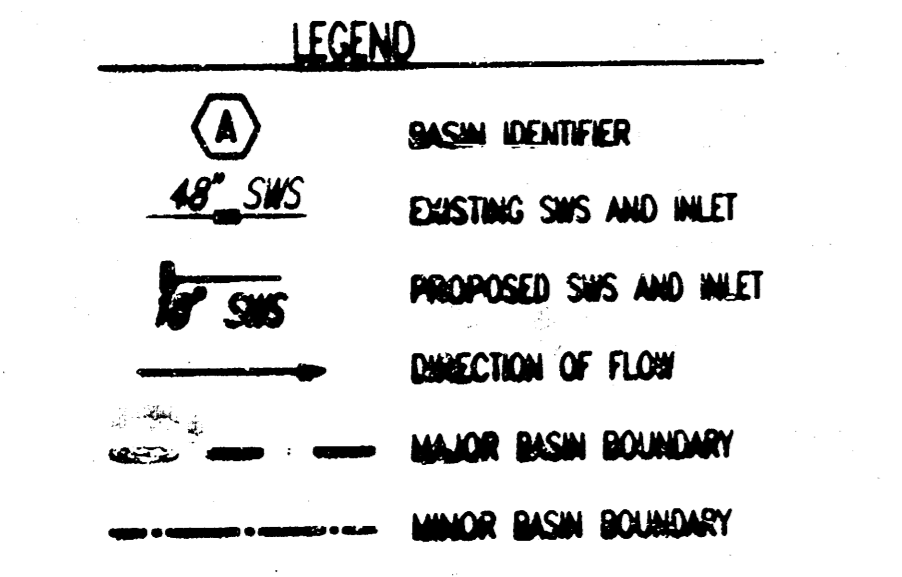 LEGEND
A BASIN IDENTIFIER
48" SWS EXISTING SWS AND INLET
PROPOSED SWS AND INLET
18" SWS
DIRECTION OF FLOW
MAJOR BASIN BOUNDARY
MINOR BASIN BOUNDARY